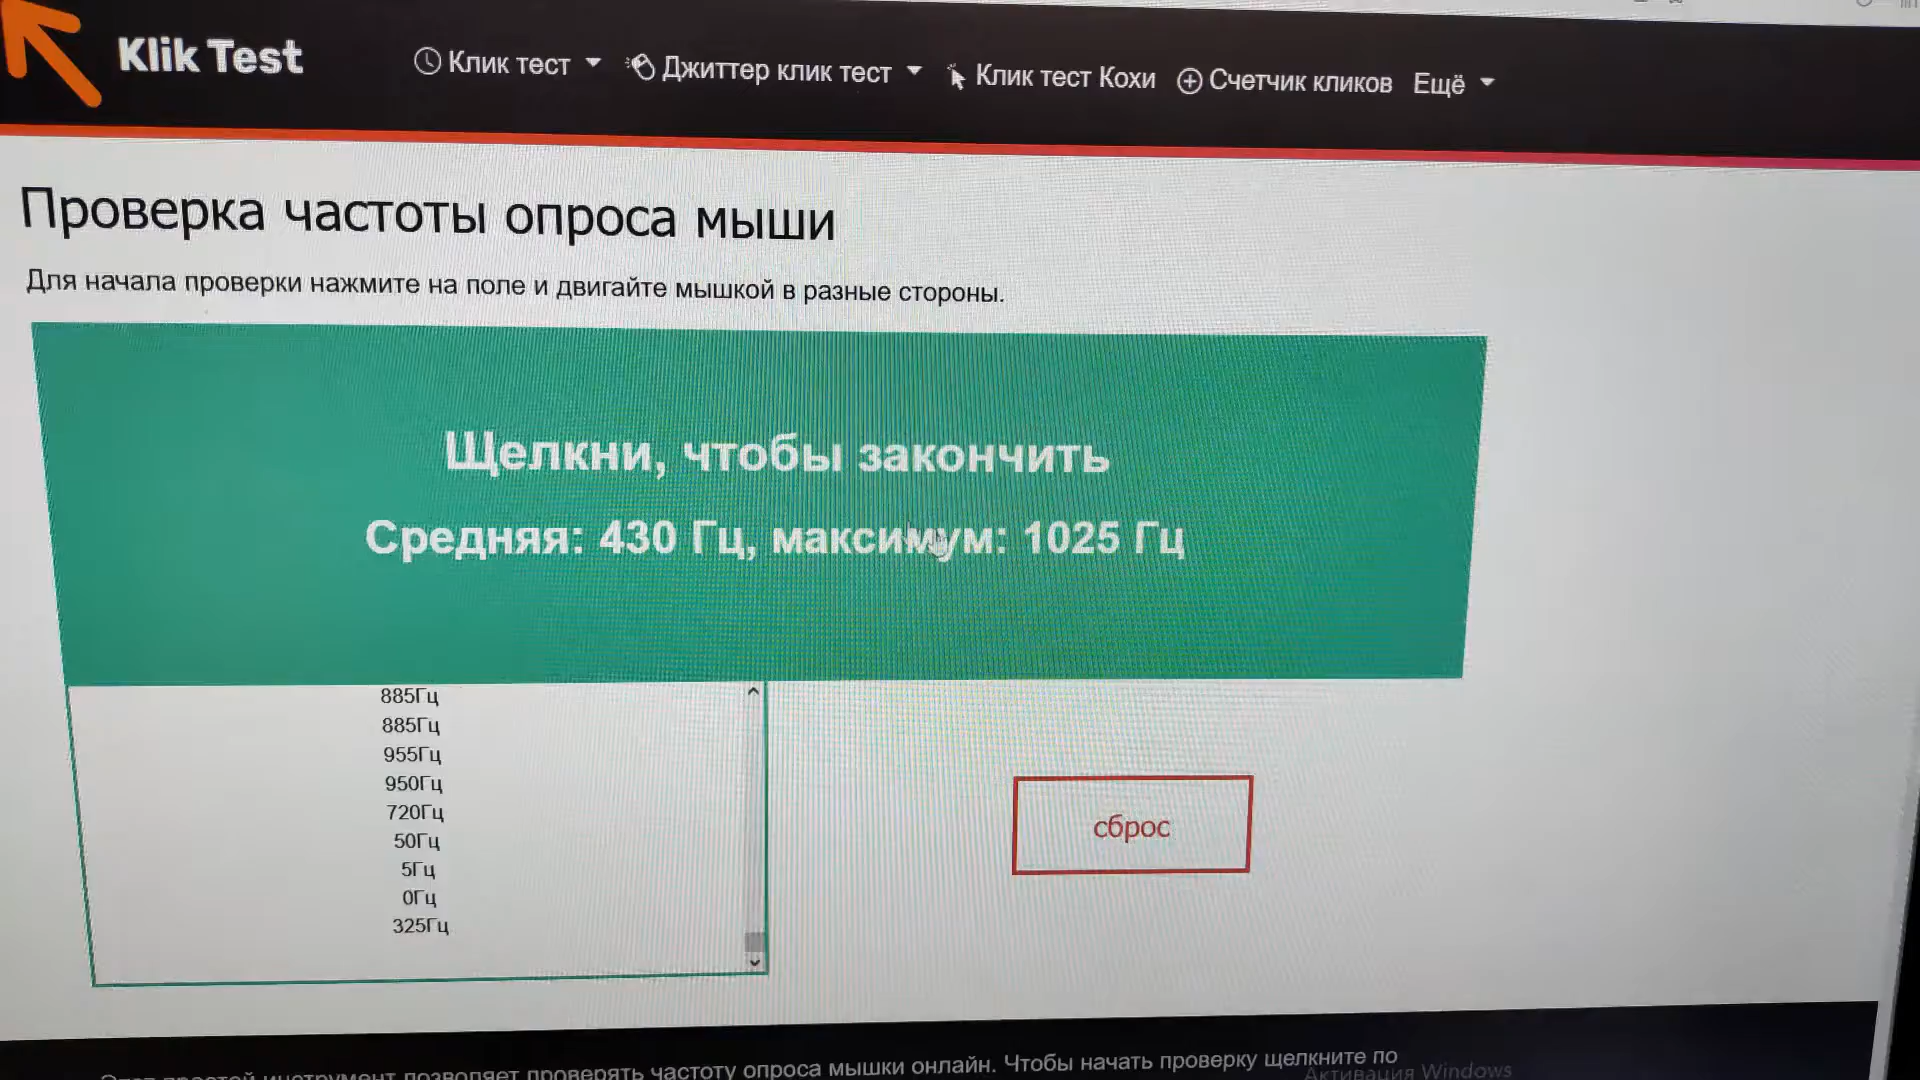 Klik Test
Клик тест
Джиттер клик тест
Клик тест Кохи
Счетчик кликов
Ещё
Проверка частоты опроса мыши
Для начала проверки нажмите на поле и двигайте мышкой в разные стороны.
Щелкни, чтобы закончить
Средняя: 430 Гц, максимум: 1025 Гц
885Гц
885Гц
955Гц
950Гц
720Гц
50Гц
5Гц
0Гц
325Гц
сброс
Этот простой инструмент позволяет проверять частоту опроса мышки онлайн. Чтобы начать проверку щелкните по
Активация Windows